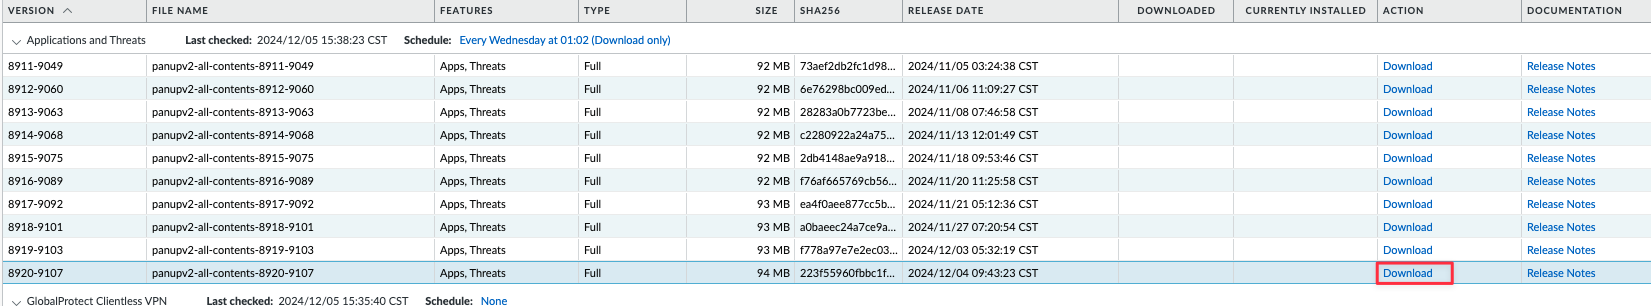 VERSION FILE NAME FEATURES TYPE SIZE SHA256 RELEASE DATE DOWNLOADED CURRENTLY INSTALLED ACTION DOCUMENTATION
Applications and Threats Last checked: 2024/12/05 15:38:23 CST Schedule: Every Wednesday at 01:02 (Download only)
8911-9049 panupv2-all-contents-8911-9049 Apps, Threats Full 92 MB 73aef2db2fc1d98... 2024/11/05 03:24:38 CST Download Release Notes
8912-9060 panupv2-all-contents-8912-9060 Apps, Threats Full 92 MB 6e76298bc009ed... 2024/11/06 11:09:27 CST Download Release Notes
8913-9063 panupv2-all-contents-8913-9063 Apps, Threats Full 92 MB 28283a0b7723be... 2024/11/08 07:46:58 CST Download Release Notes
8914-9068 panupv2-all-contents-8914-9068 Apps, Threats Full 92 MB c2280922a24a75... 2024/11/13 12:01:49 CST Download Release Notes
8915-9075 panupv2-all-contents-8915-9075 Apps, Threats Full 92 MB 2db4148ae9a918... 2024/11/18 09:53:46 CST Download Release Notes
8916-9089 panupv2-all-contents-8916-9089 Apps, Threats Full 92 MB f76af665769cb56... 2024/11/20 11:25:58 CST Download Release Notes
8917-9092 panupv2-all-contents-8917-9092 Apps, Threats Full 93 MB ea4f0aee877cc5b... 2024/11/21 05:12:36 CST Download Release Notes
8918-9101 panupv2-all-contents-8918-9101 Apps, Threats Full 93 MB a0baeec24a7ce9a... 2024/11/27 07:20:54 CST Download Release Notes
8919-9103 panupv2-all-contents-8919-9103 Apps, Threats Full 93 MB f778a97e7e2ec03... 2024/12/03 05:32:19 CST Download Release Notes
8920-9107 panupv2-all-contents-8920-9107 Apps, Threats Full 94 MB 223f55960fbbc1f... 2024/12/04 09:43:23 CST Download Release Notes
GlobalProtect Clientless VPN Last checked: 2024/12/05 15:35:40 CST Schedule: None